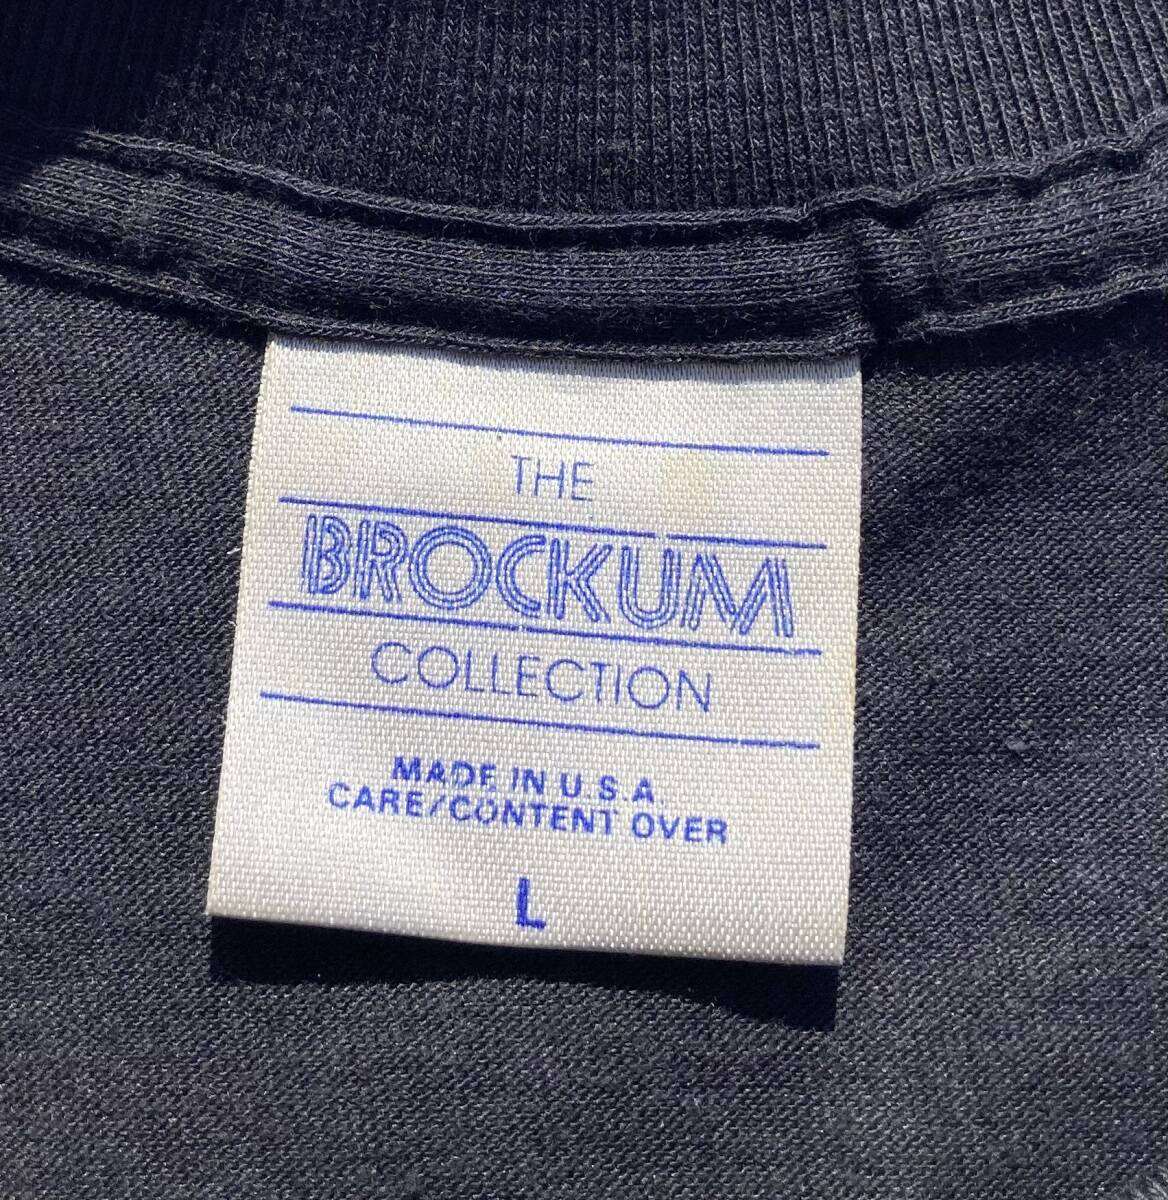 THE
BROCKUM
COLLECTION
MADE IN U.S.A.
CARE/CONTENT OVER
L